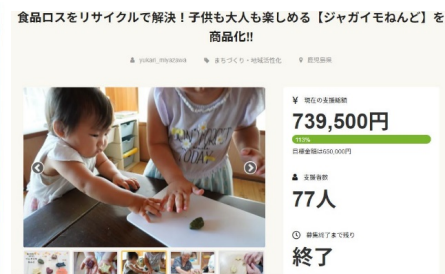 食品ロスをリサイクルで解決！子供も大人も楽しめる【ジャガイモねんど】を
商品化!!
yukari_miyazawa まちづくり・地域活性化 鹿児島県
¥ 現在の支援総額
739,500円
113%
目標金額は650,000円
支援者数
77人
募集終了まで残り
終了
TODAY